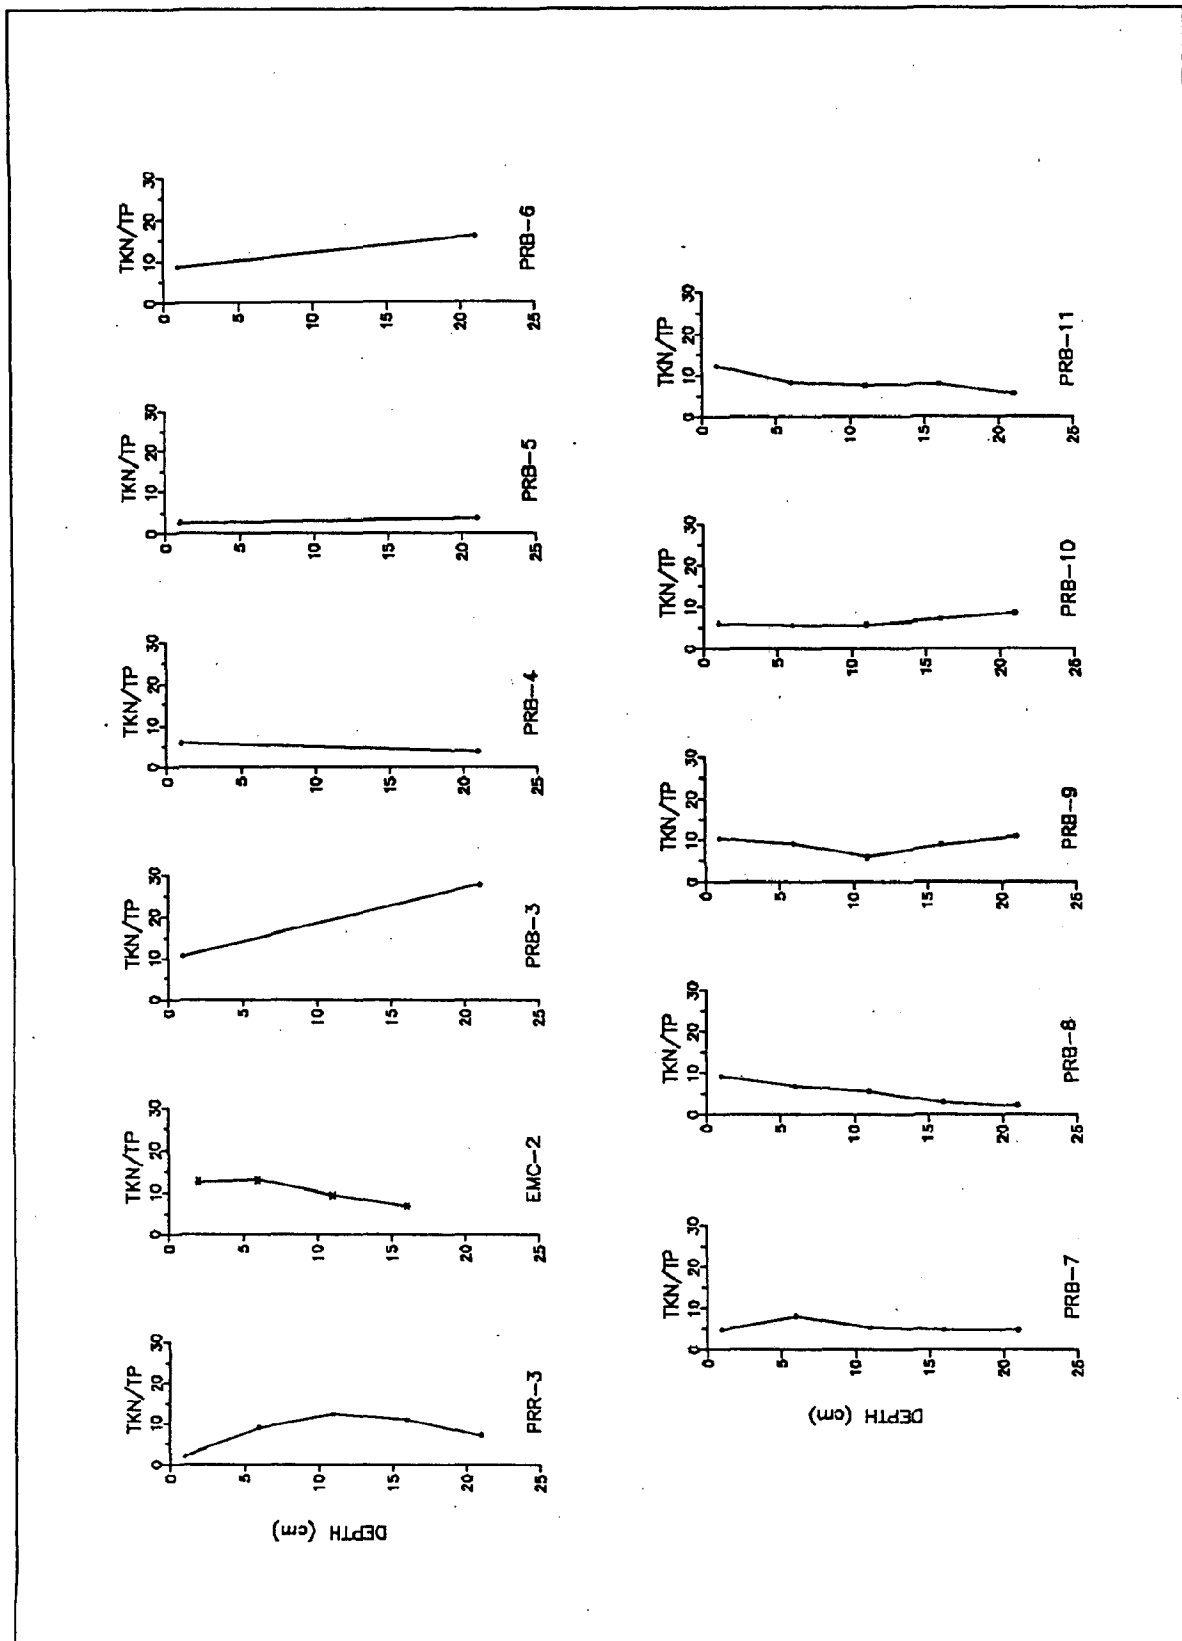 TKN/TP TKN/TP TKN/TP TKN/TP TKN/TP TKN/TP
0 10 20 30 0 10 20 30 0 10 20 30 0 10 20 30 0 10 20 30 0 10 20 30
0 0 0 0 0 0
5 5 5 5 5 5
10 10 10 10 10 10
15 15 15 15 15 15
20 20 20 20 20 20
25 25 25 25 25 25
DEPTH (cm)
PRR-3 EMC-2 PRB-3 PRB-4 PRB-5 PRB-6
TKN/TP TKN/TP TKN/TP TKN/TP TKN/TP
0 10 20 30 0 10 20 30 0 10 20 30 0 10 20 30 0 10 20 30
0 0 0 0 0
5 5 5 5 5
10 10 10 10 10
15 15 15 15 15
20 20 20 20 20
25 25 25 25 25
DEPTH (cm)
PRB-7 PRB-8 PRB-9 PRB-10 PRB-11